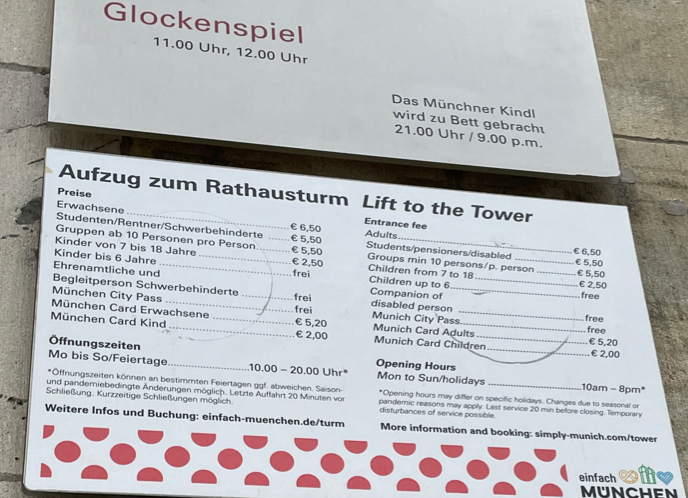 Glockenspiel
11.00 Uhr, 12.00 Uhr
Das Münchner Kindl
wird zu Bett gebracht
21.00 Uhr / 9.00 p.m.
Aufzug zum Rathausturm
Preise
Erwachsene € 6,50
Studenten/Rentner/Schwerbehinderte € 5,50
Gruppen ab 10 Personen pro Person € 5,50
Kinder von 7 bis 18 Jahre € 2,50
Kinder bis 6 Jahre frei
Ehrenamtliche und
Begleitperson Schwerbehinderte frei
München City Pass frei
München Card Erwachsene € 5,20
München Card Kind € 2,00
Öffnungszeiten
Mo bis So/Feiertage 10.00 – 20.00 Uhr*
*Öffnungszeiten können an bestimmten Feiertagen ggf. abweichen. Saison-
und pandemiebedingte Änderungen möglich. Letzte Auffahrt 20 Minuten vor
Schließung. Kurzzeitige Schließungen möglich.
Weitere Infos und Buchung: einfach-muenchen.de/turm
Lift to the Tower
Entrance fee
Adults € 6,50
Students/pensioners/disabled € 5,50
Groups min 10 persons/p. person € 5,50
Children from 7 to 18 € 2,50
Children up to 6 free
Companion of
disabled person free
Munich City Pass free
Munich Card Adults € 5,20
Munich Card Children € 2,00
Opening Hours
Mon to Sun/holidays 10am – 8pm*
*Opening hours may differ on specific holidays. Changes due to seasonal or
pandemic reasons may apply. Last service 20 min before closing. Temporary
disturbances of service possible.
More information and booking: simply-munich.com/tower
einfach
MÜNCHEN